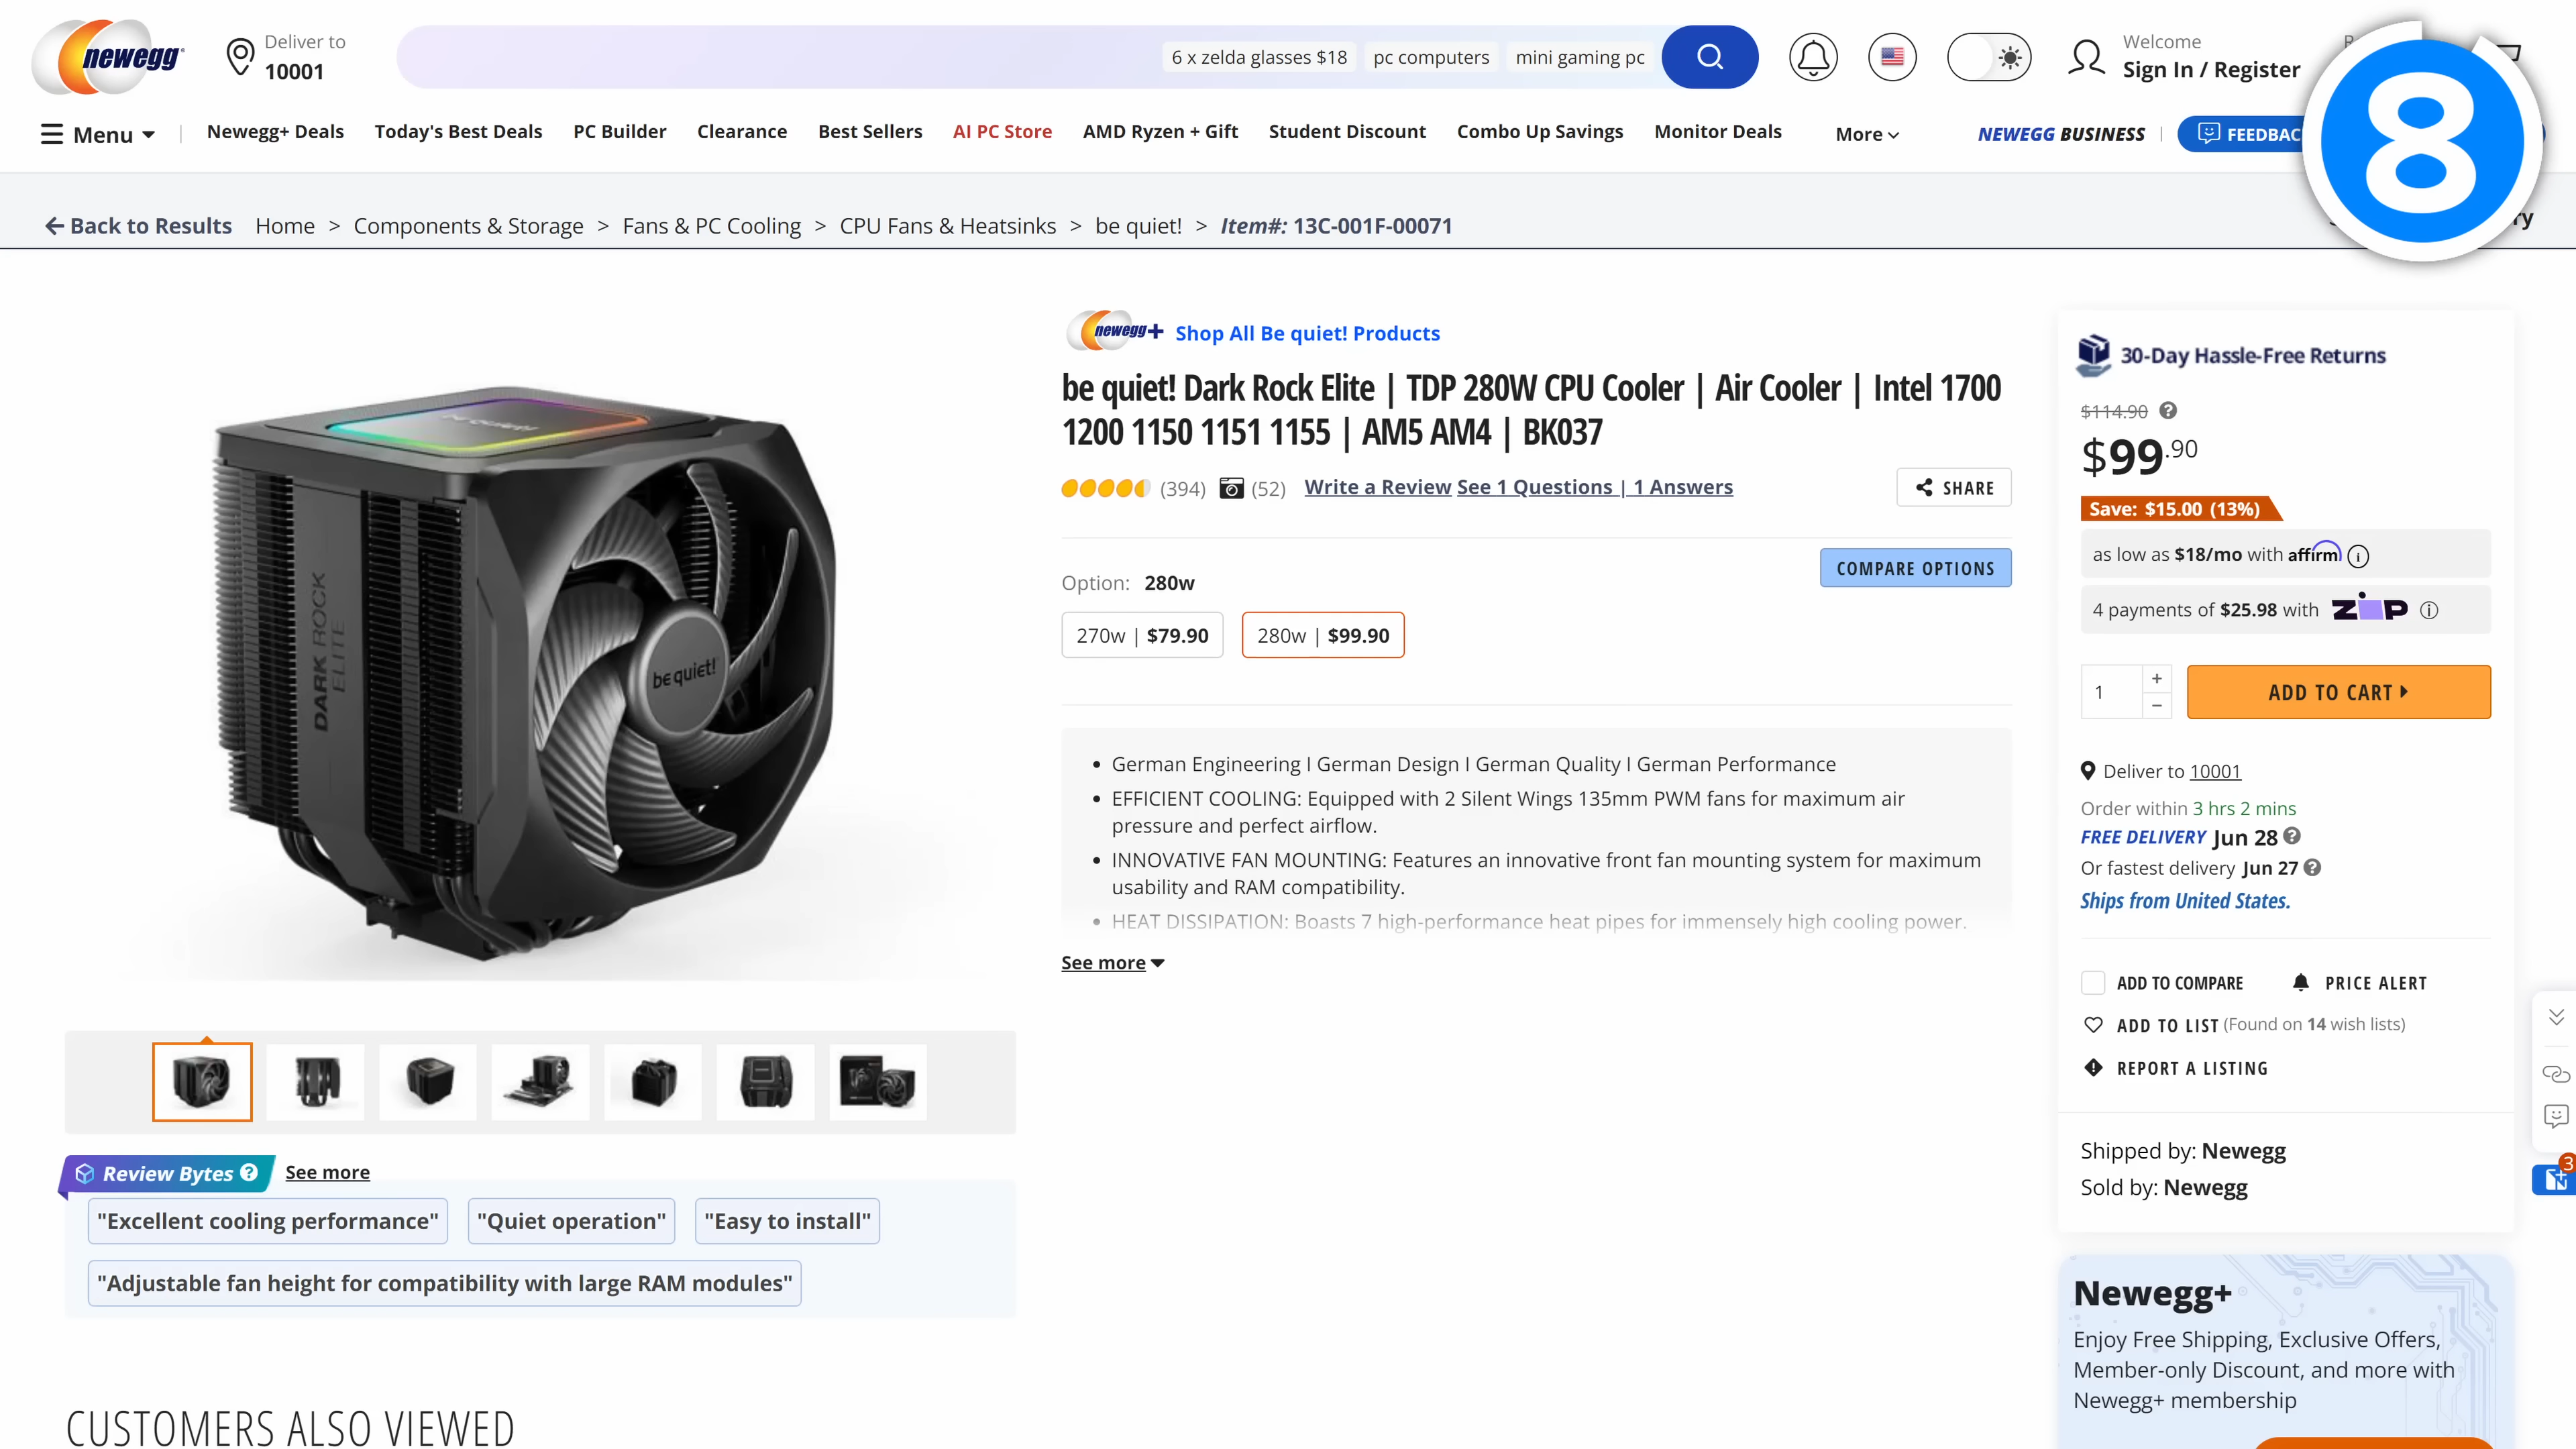 newegg
Deliver to
10001
6 x zelda glasses $18
pc computers
mini gaming pc
Welcome
Sign In / Register
8
Menu
Newegg+ Deals
Today's Best Deals
PC Builder
Clearance
Best Sellers
AI PC Store
AMD Ryzen + Gift
Student Discount
Combo Up Savings
Monitor Deals
More
NEWEGG BUSINESS
FEEDBAC
Back to Results
Home > Components & Storage > Fans & PC Cooling > CPU Fans & Heatsinks > be quiet! > Item#: 13C-001F-00071
ry
DARK ROCK
ELITE
be quiet!
newegg+
Shop All Be quiet! Products
be quiet! Dark Rock Elite | TDP 280W CPU Cooler | Air Cooler | Intel 1700
1200 1150 1151 1155 | AM5 AM4 | BK037
(394)
(52)
Write a Review
See 1 Questions | 1 Answers
SHARE
Option: 280w
COMPARE OPTIONS
270w | $79.90
280w | $99.90
• German Engineering I German Design I German Quality I German Performance
• EFFICIENT COOLING: Equipped with 2 Silent Wings 135mm PWM fans for maximum air
pressure and perfect airflow.
• INNOVATIVE FAN MOUNTING: Features an innovative front fan mounting system for maximum
usability and RAM compatibility.
• HEAT DISSIPATION: Boasts 7 high-performance heat pipes for immensely high cooling power.
See more
Review Bytes
See more
"Excellent cooling performance"
"Quiet operation"
"Easy to install"
"Adjustable fan height for compatibility with large RAM modules"
CUSTOMERS ALSO VIEWED
30-Day Hassle-Free Returns
$114.90
$99.90
Save: $15.00 (13%)
as low as $18/mo with affirm
4 payments of $25.98 with ZIP
1
+
−
ADD TO CART
Deliver to 10001
Order within 3 hrs 2 mins
FREE DELIVERY Jun 28
Or fastest delivery Jun 27
Ships from United States.
ADD TO COMPARE
PRICE ALERT
ADD TO LIST (Found on 14 wish lists)
REPORT A LISTING
Shipped by: Newegg
Sold by: Newegg
3
Newegg+
Enjoy Free Shipping, Exclusive Offers,
Member-only Discount, and more with
Newegg+ membership